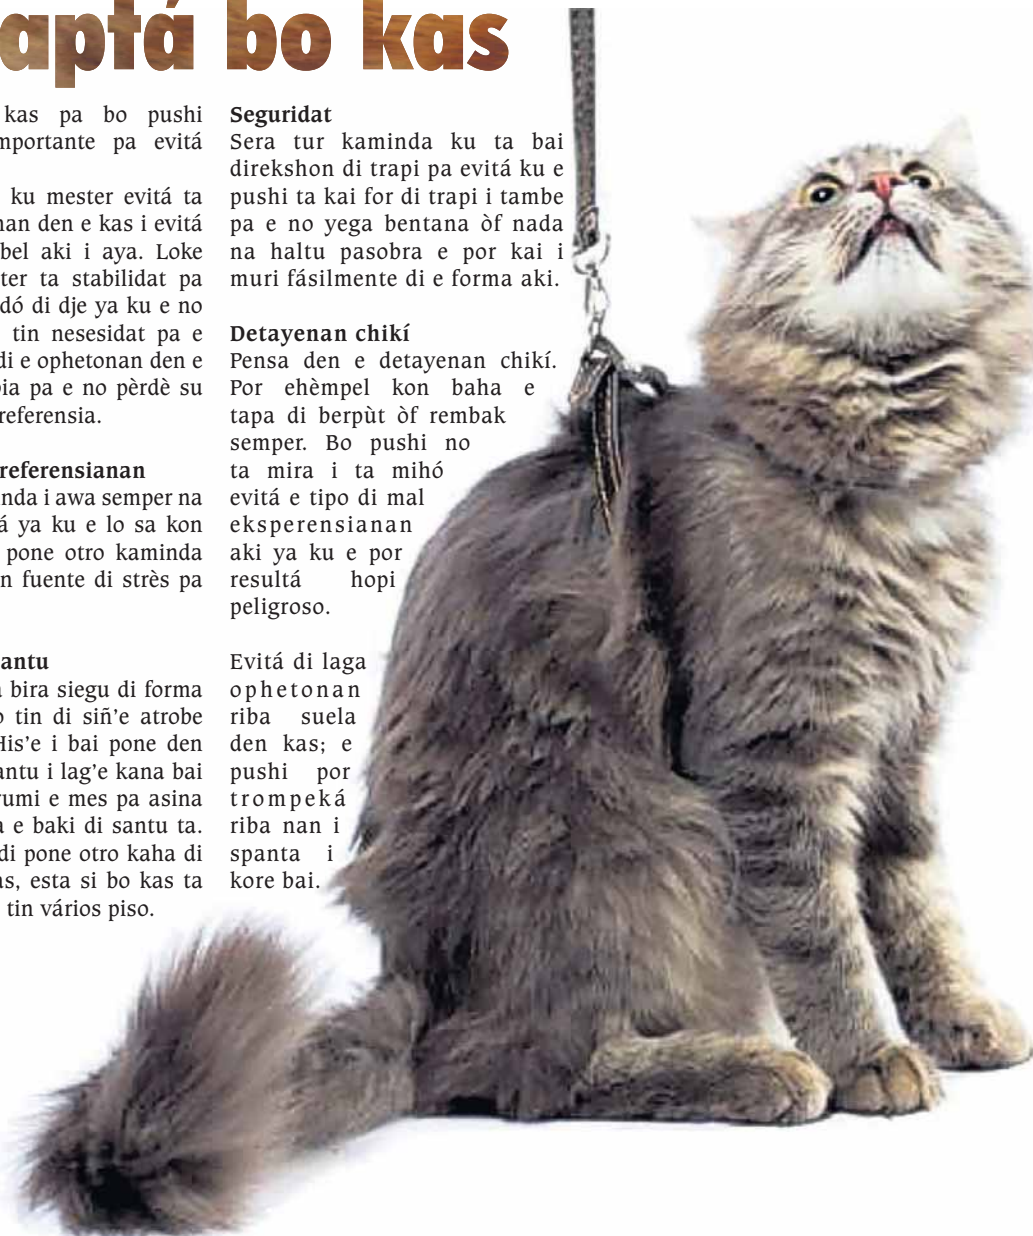 aptá bo kas
kas pa bo pushi
mportante pa evitá
ku mester evitá ta
nan den e kas i evitá
bel aki i aya. Loke
ter ta stabilidat pa
dó di dje ya ku e no
tin nesesidat pa e
di e ophetonan den e
bia pa e no pèrdè su
referensia.
referensianan
nda i awa semper na
á ya ku e lo sa kon
pone otro kaminda
n fuente di strès pa
antu
a bira siegu di forma
o tin di siñ'e atrobe
His'e i bai pone den
antu i lag'e kana bai
rumi e mes pa asina
a e baki di santu ta.
di pone otro kaha di
as, esta si bo kas ta
tin vários piso.
Seguridat
Sera tur kaminda ku ta bai
direkshon di trapi pa evitá ku e
pushi ta kai for di trapi i tambe
pa e no yega bentana òf nada
na haltu pasobra e por kai i
muri fásilmente di e forma aki.
Detayenan chikí
Pensa den e detayenan chikí.
Por ehèmpel kon baha e
tapa di berpùt òf rembak
semper. Bo pushi no
ta mira i ta mihó
evitá e tipo di mal
eksperensianan
aki ya ku e por
resultá hopi
peligroso.
Evitá di laga
ophetonan
riba suela
den kas; e
pushi por
trompeká
riba nan i
spanta i
kore bai.